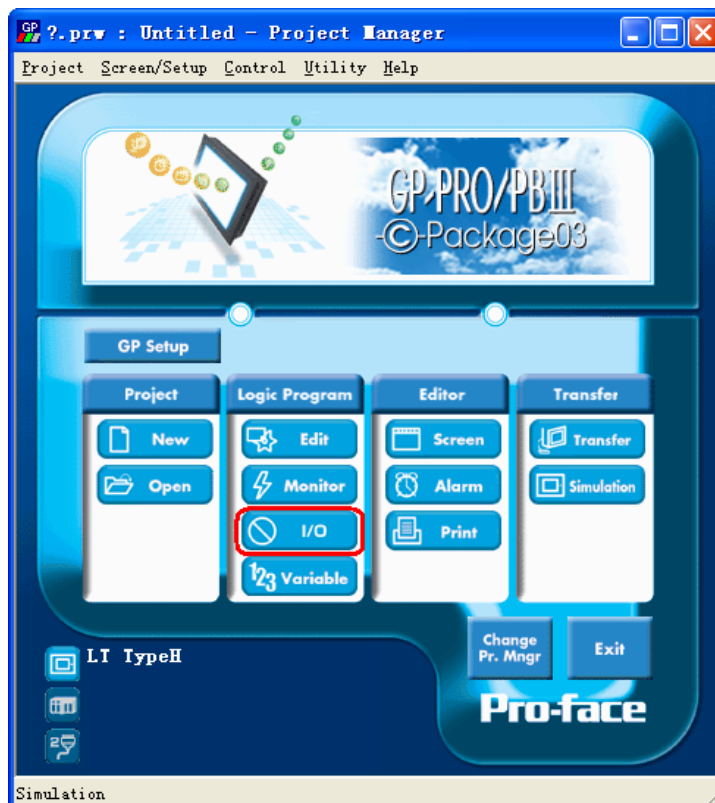 ?.prw : Untitled - Project Manager
Project Screen/Setup Control Utility Help
GP-PRO/PBⅢ
-©-Package03
GP Setup
Project
New
Open
Logic Program
Edit
Monitor
I/O
123 Variable
Editor
Screen
Alarm
Print
Transfer
Transfer
Simulation
Change
Pr. Mngr
Exit
LT TypeH
Pro-face
Simulation